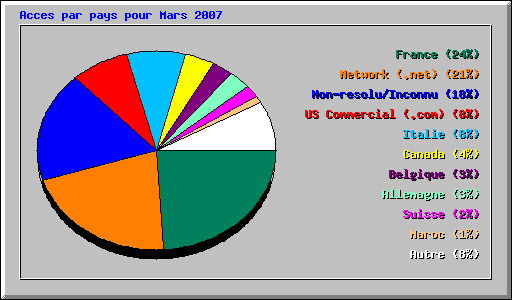 Acces par pays pour Mars 2007
France (24%)
Network (.net) (21%)
Non-resolu/Inconnu (18%)
US Commercial (.com) (8%)
Italie (8%)
Canada (4%)
Belgique (3%)
Allemagne (3%)
Suisse (2%)
Maroc (1%)
Autre (8%)